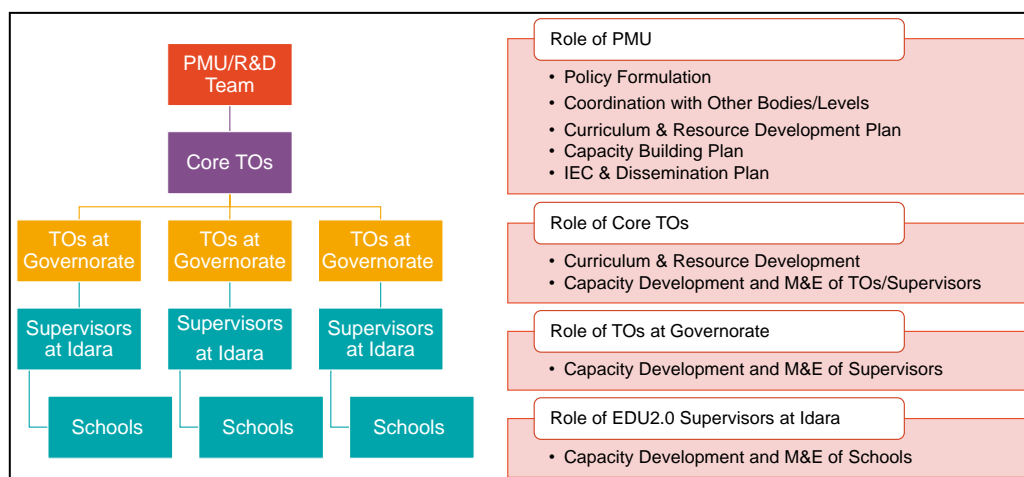 PMU/R&D
Team
Core TOs
TOs at
Governorate
TOs at
Governorate
TOs at
Governorate
Supervisors
at Idara
Supervisors
at Idara
Supervisors
at Idara
Schools
Schools
Schools
Role of PMU
• Policy Formulation
• Coordination with Other Bodies/Levels
• Curriculum & Resource Development Plan
• Capacity Building Plan
• IEC & Dissemination Plan
Role of Core TOs
• Curriculum & Resource Development
• Capacity Development and M&E of TOs/Supervisors
Role of TOs at Governorate
• Capacity Development and M&E of Supervisors
Role of EDU2.0 Supervisors at Idara
• Capacity Development and M&E of Schools